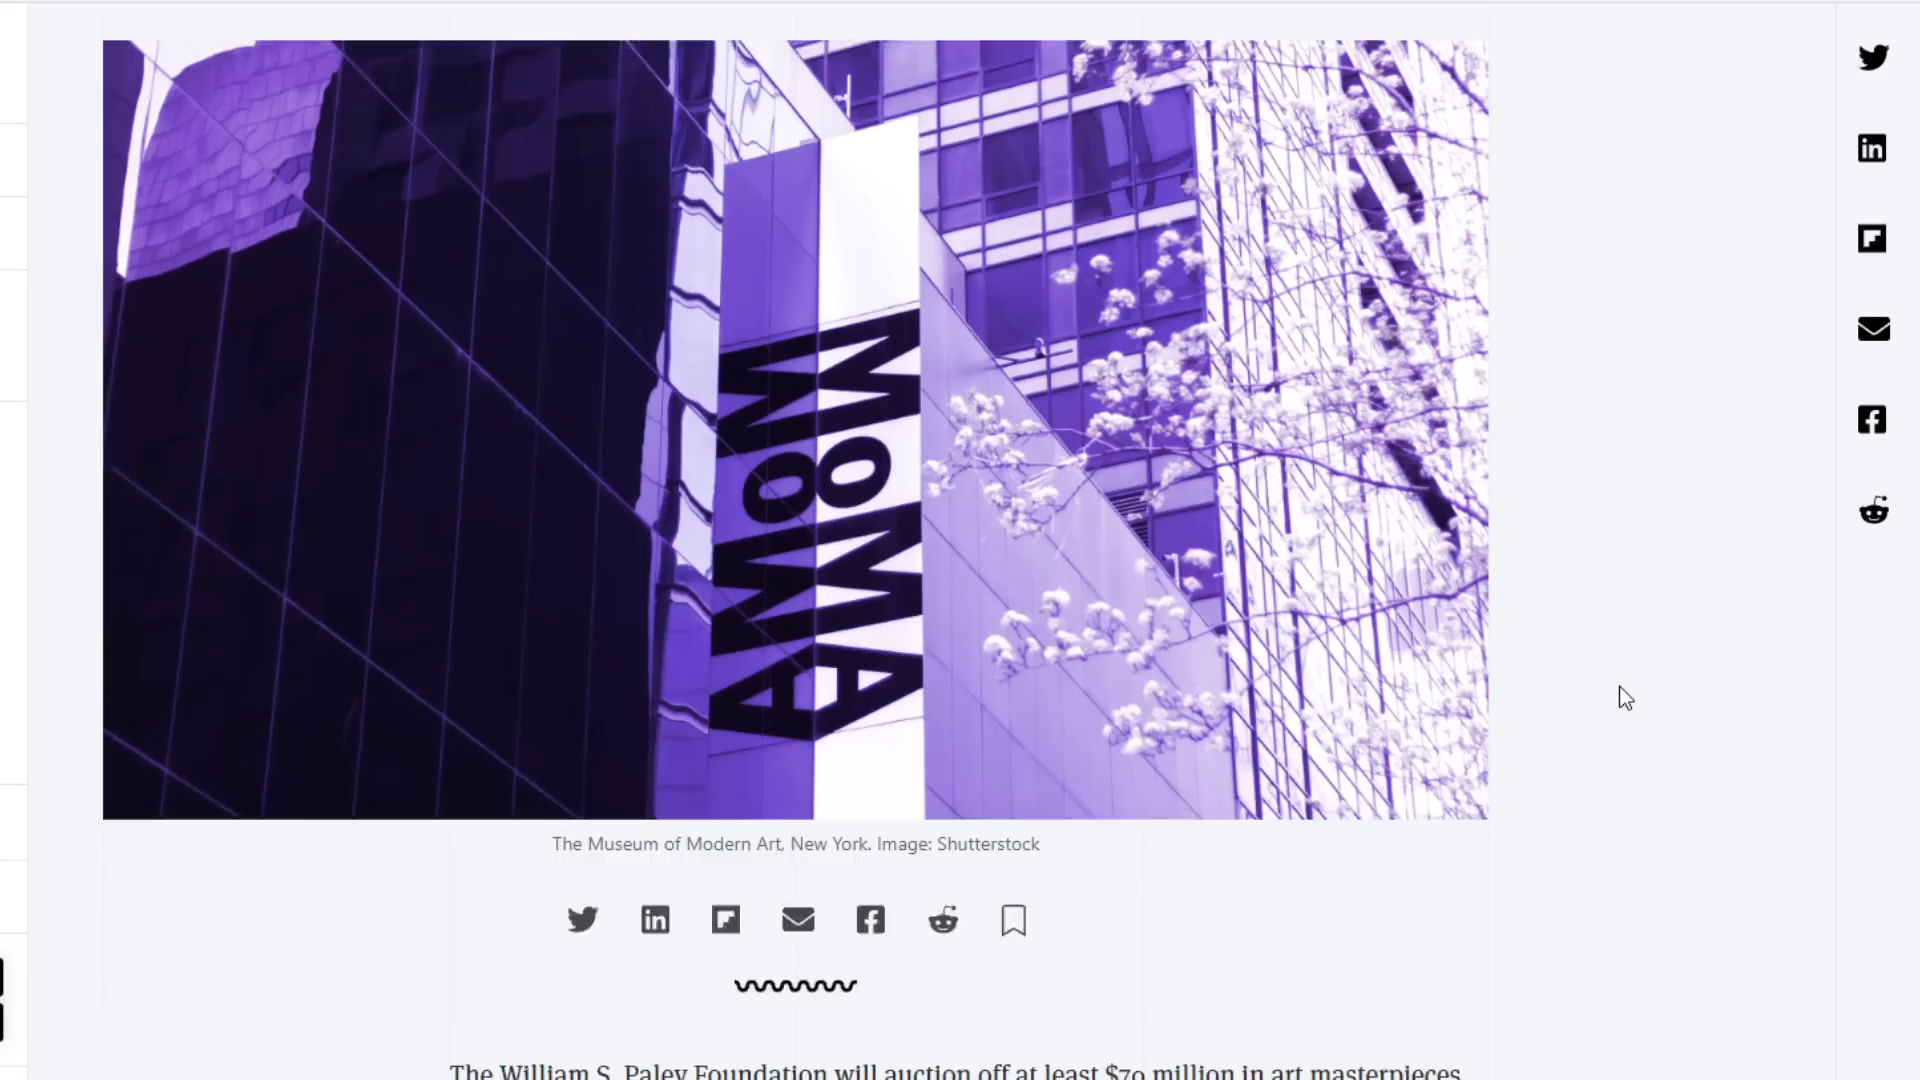 MOMA
MOMA
The Museum of Modern Art, New York. Image: Shutterstock
The William S. Paley Foundation will auction off at least $70 million in art masterpieces